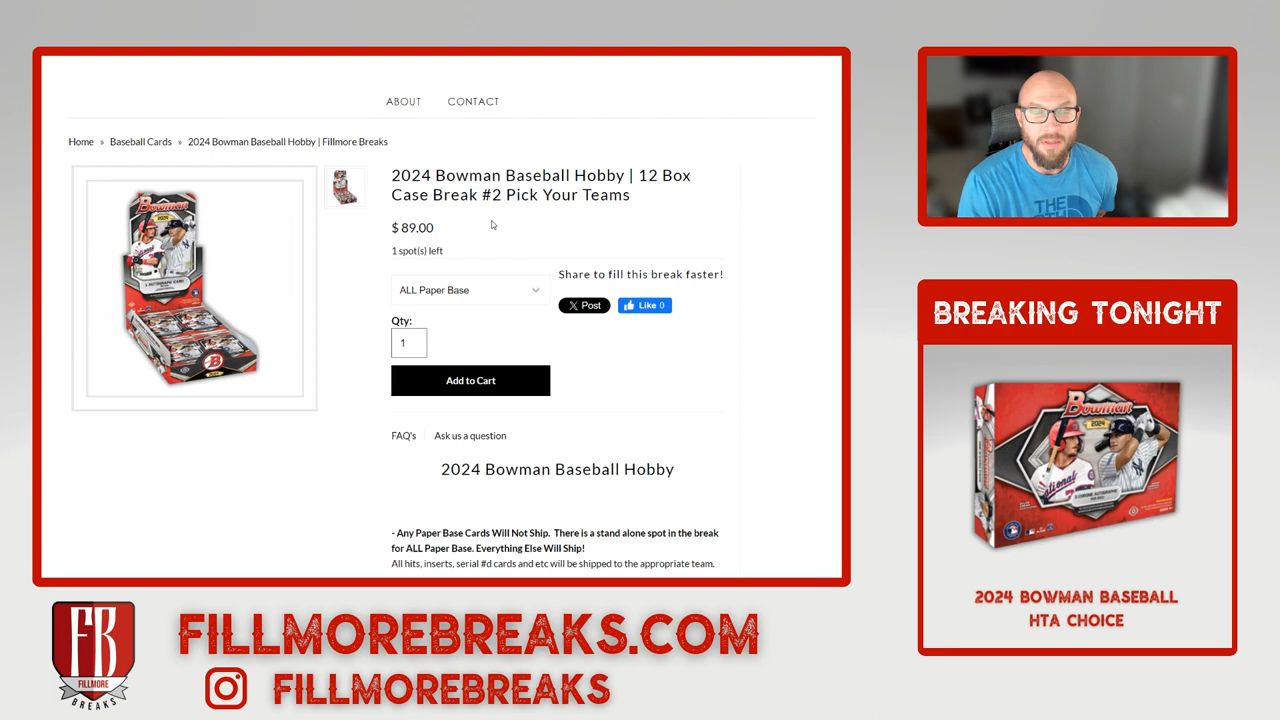 ABOUT CONTACT
Home » Baseball Cards » 2024 Bowman Baseball Hobby | Fillmore Breaks
2024 Bowman Baseball Hobby | 12 Box
Case Break #2 Pick Your Teams
$ 89.00
1 spot(s) left
ALL Paper Base
Share to fill this break faster!
X Post
Like 0
Qty:
1
Add to Cart
FAQ's Ask us a question
2024 Bowman Baseball Hobby
- Any Paper Base Cards Will Not Ship. There is a stand alone spot in the break
for ALL Paper Base. Everything Else Will Ship!
All hits, inserts, serial #d cards and etc will be shipped to the appropriate team.
Bowman
THE
BREAKING TONIGHT
Bowman
2024
2024 BOWMAN BASEBALL
HTA CHOICE
FB
FILLMORE
BREAKS
FILLMOREBREAKS.COM
FILLMOREBREAKS